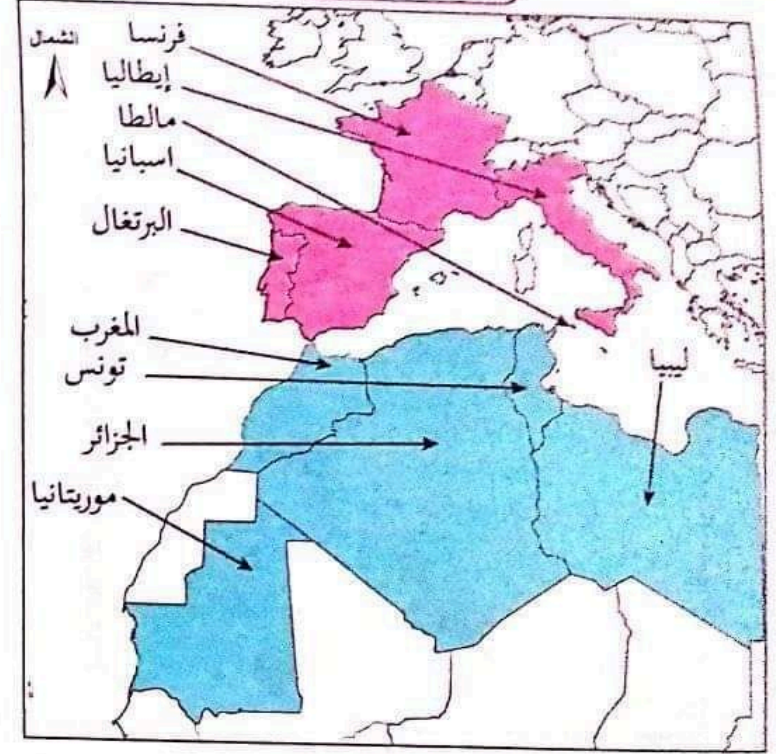 الشمال
فرنسا
إيطاليا
مالطا
اسبانيا
البرتغال
المغرب
تونس
ليبيا
الجزائر
موريتانيا